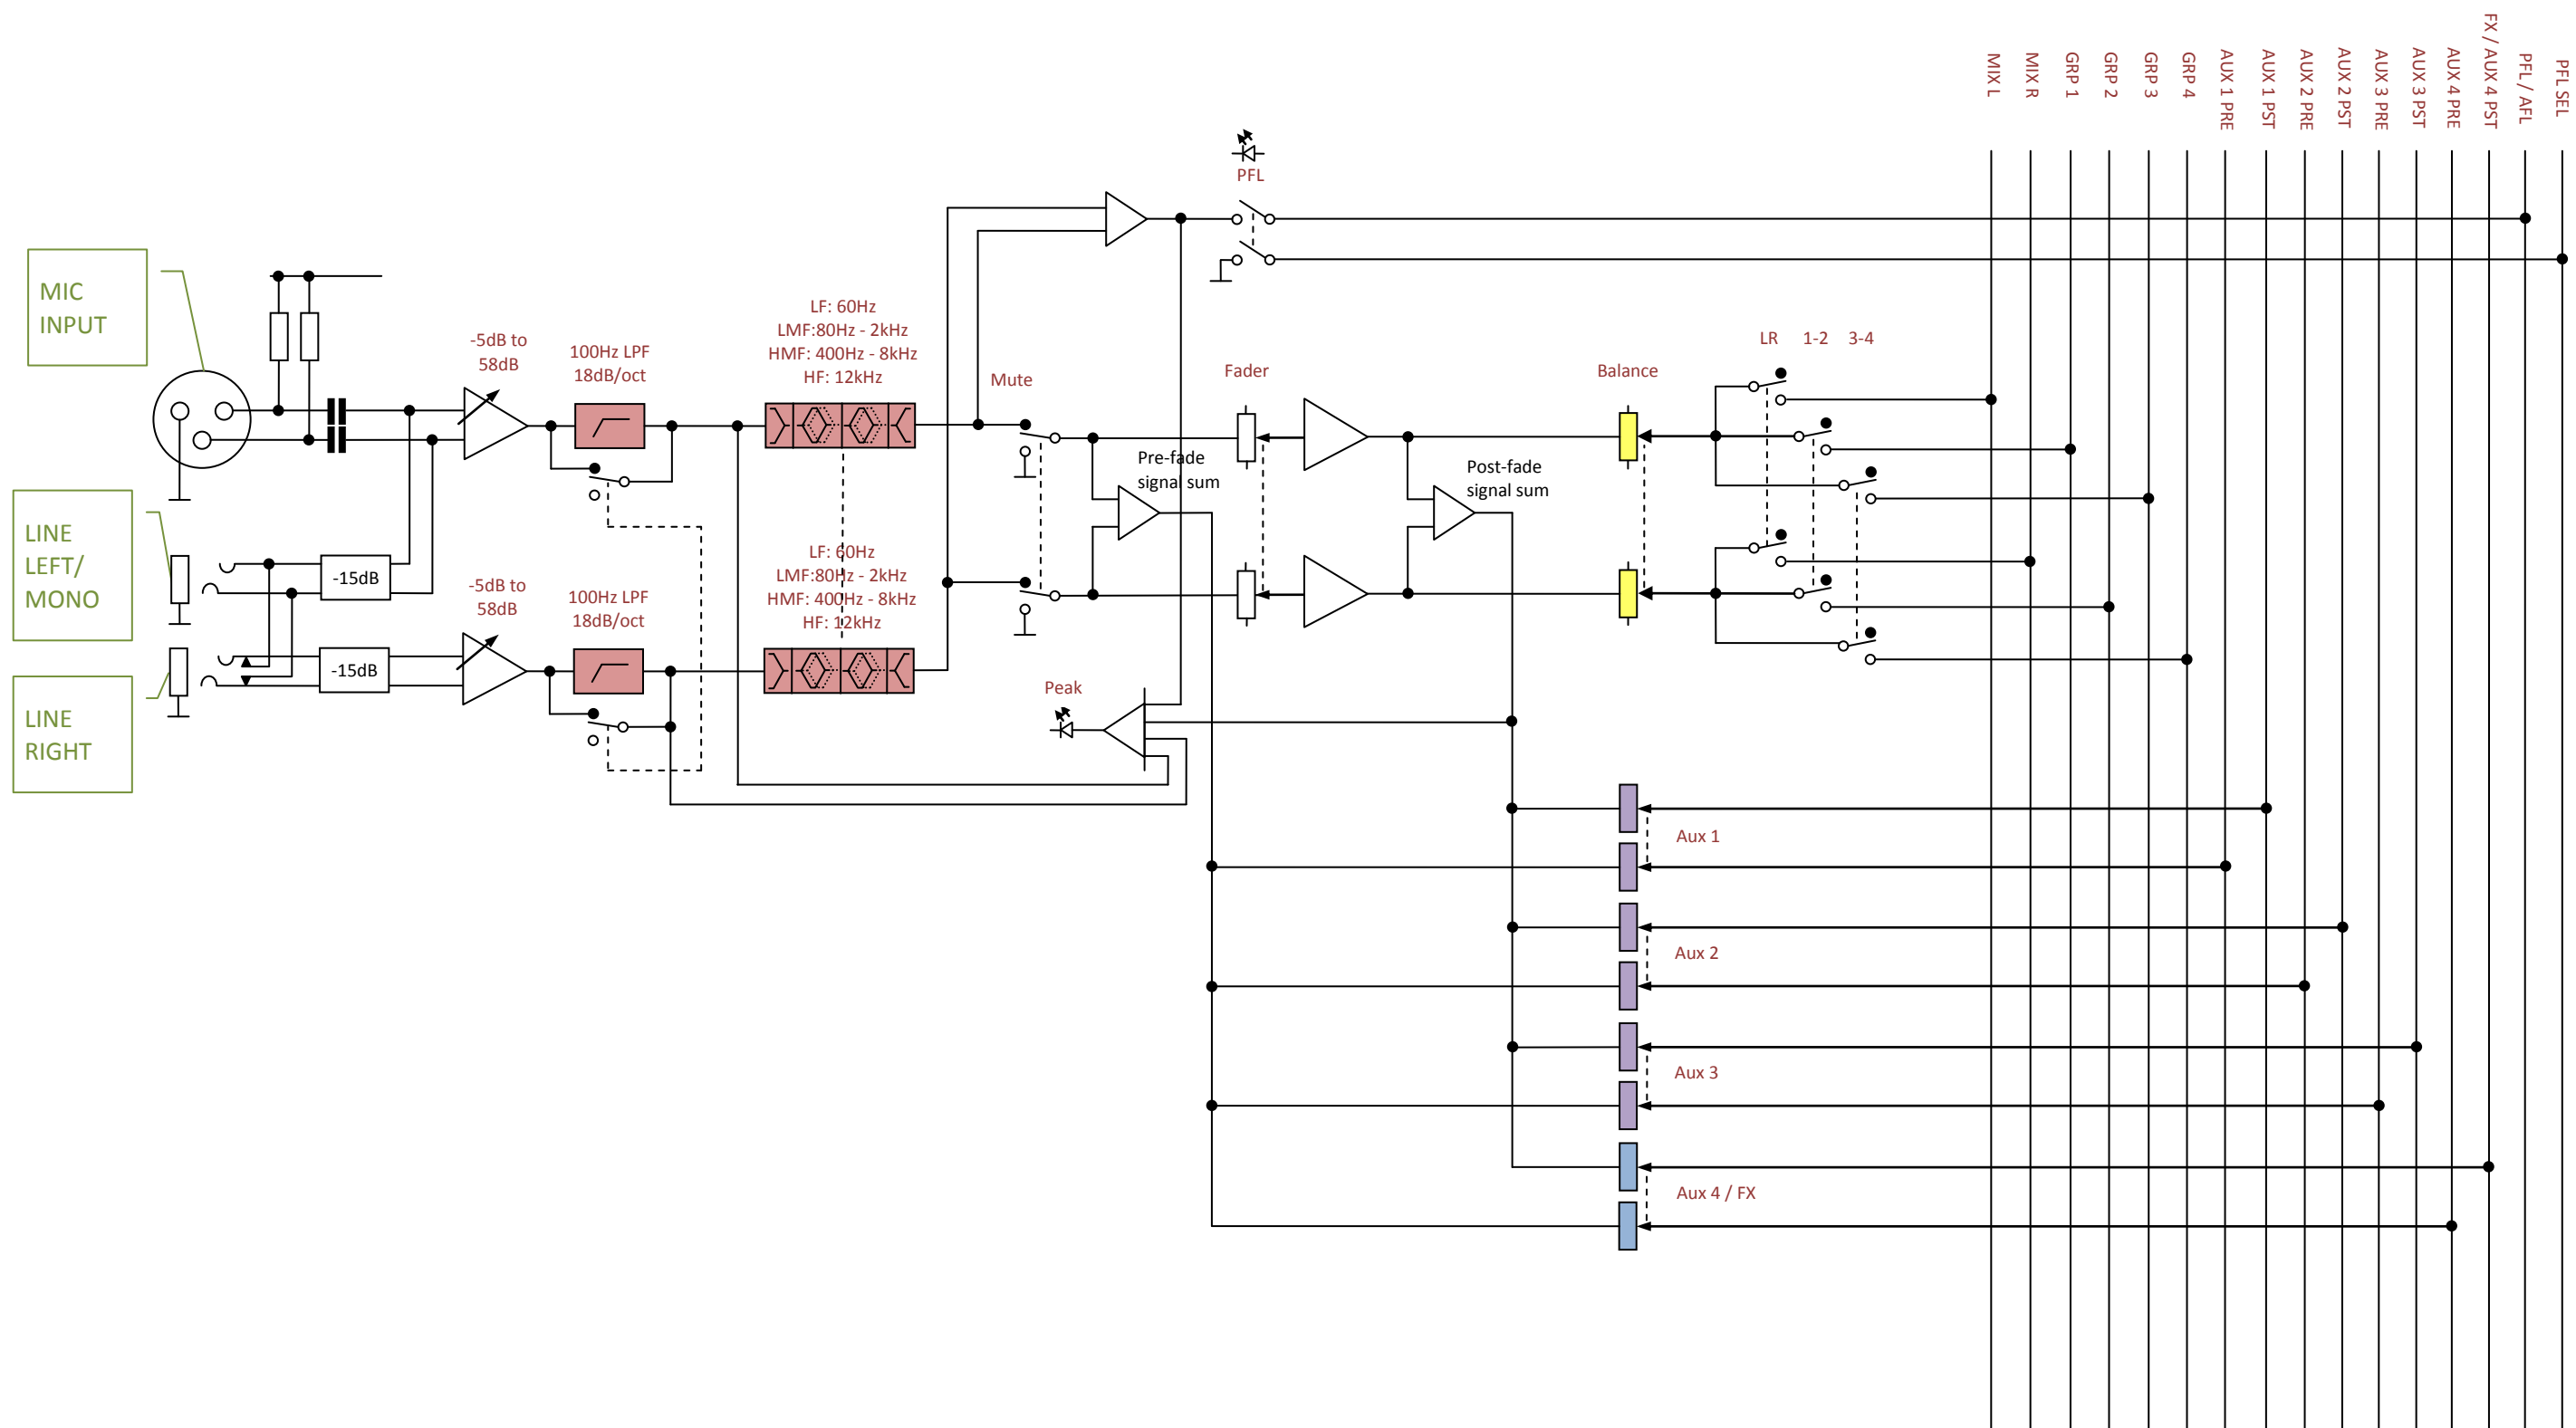 MIX L
MIX R
GRP 1
GRP 2
GRP 3
GRP 4
AUX 1 PRE
AUX 1 PST
AUX 2 PRE
AUX 2 PST
AUX 3 PRE
AUX 3 PST
AUX 4 PRE
FX / AUX 4 PST
PFL / AFL
PFL SEL
PFL
MIC
INPUT
-5dB to
58dB
100Hz LPF
18dB/oct
LF: 60Hz
LMF:80Hz - 2kHz
HMF: 400Hz - 8kHz
HF: 12kHz
Mute
Fader
Balance
LR 1-2 3-4
Pre-fade
signal sum
Post-fade
signal sum
LINE
LEFT/
MONO
-15dB
-5dB to
58dB
100Hz LPF
18dB/oct
LF: 60Hz
LMF:80Hz - 2kHz
HMF: 400Hz - 8kHz
HF: 12kHz
LINE
RIGHT
-15dB
Peak
Aux 1
Aux 2
Aux 3
Aux 4 / FX